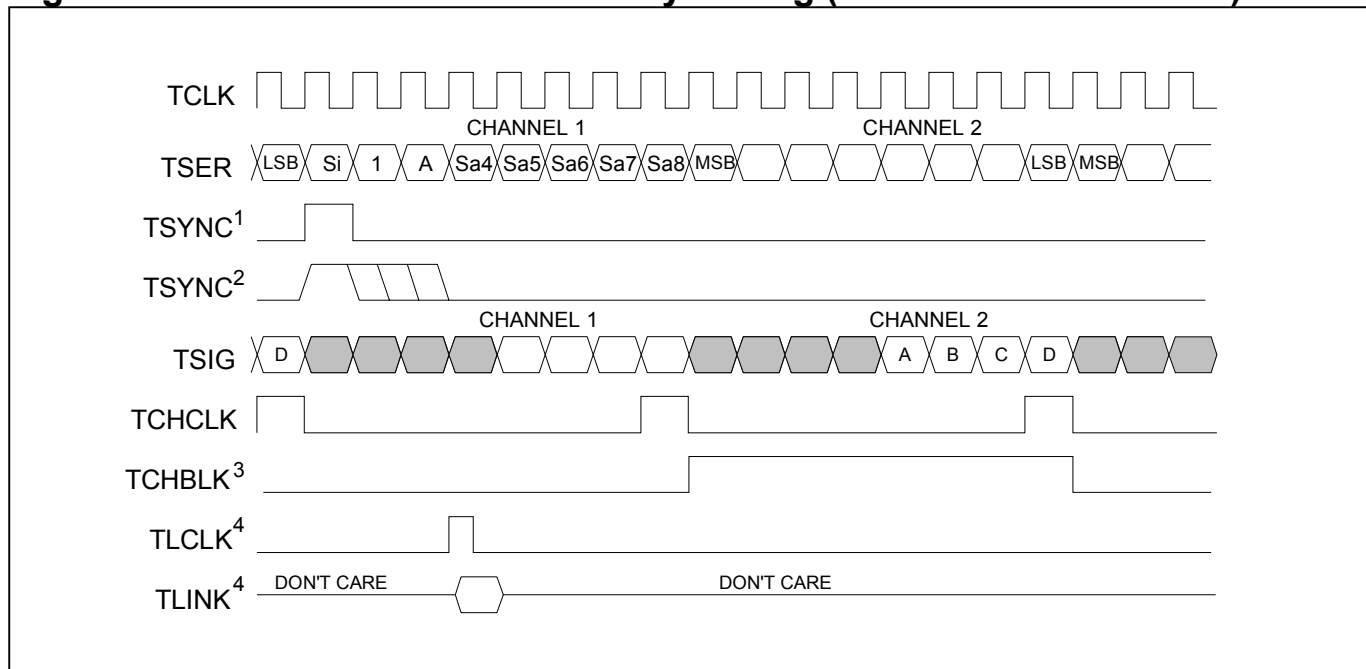 TCLK
CHANNEL 1 CHANNEL 2
TSER LSB Si 1 A Sa4 Sa5 Sa6 Sa7 Sa8 MSB LSB MSB
TSYNC1
TSYNC2
CHANNEL 1 CHANNEL 2
TSIG D A B C D
TCHCLK
TCHBLK3
TLCLK4
TLINK4 DON'T CARE DON'T CARE